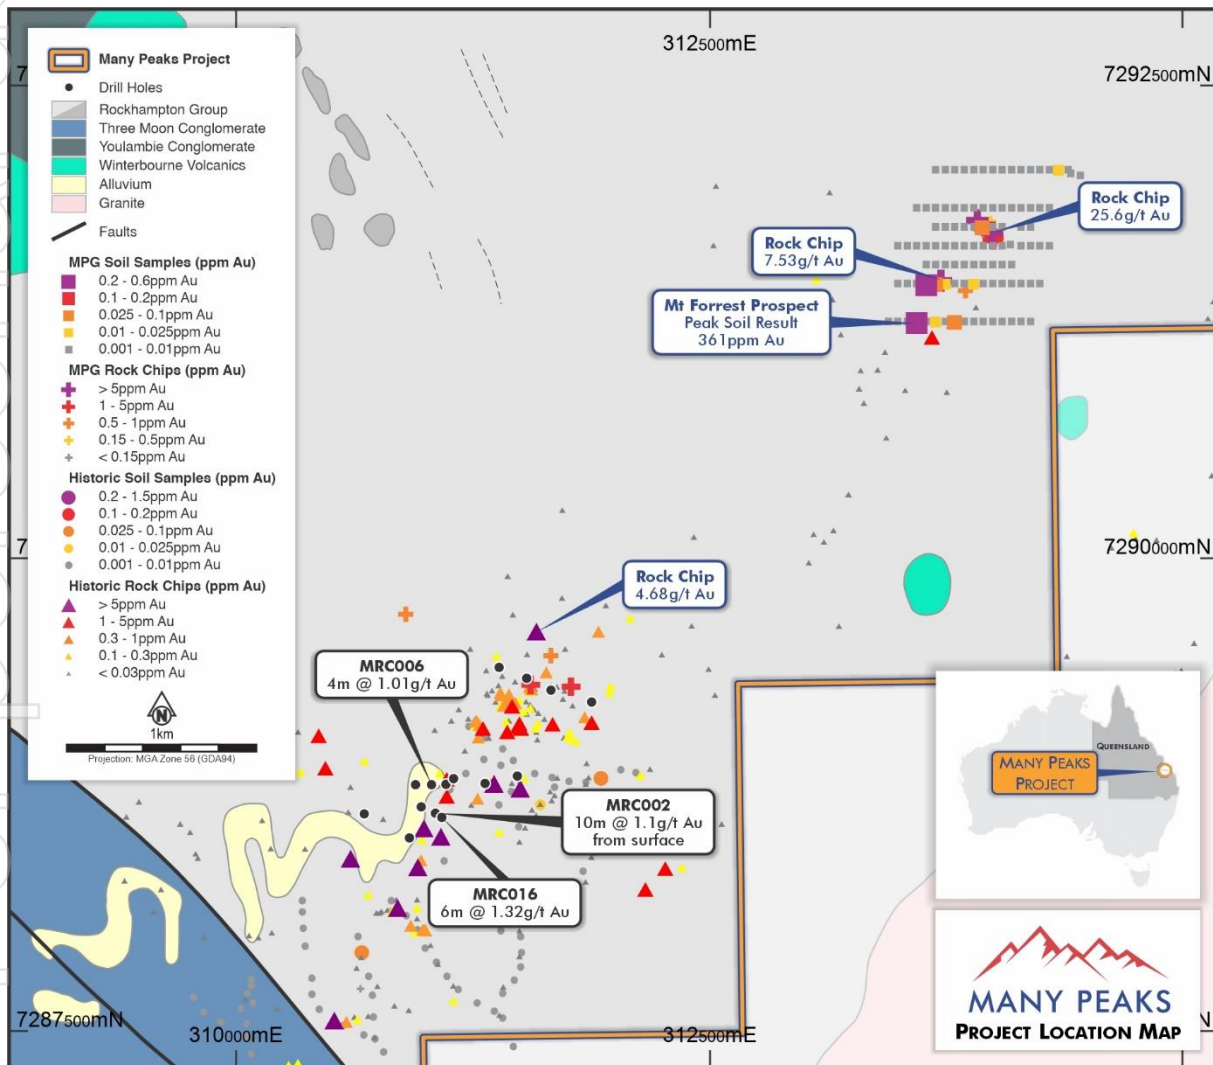 312500mE
7292500mN
Many Peaks Project
Drill Holes
Rockhampton Group
Three Moon Conglomerate
Youlambie Conglomerate
Winterbourne Volcanics
Alluvium
Granite
Faults
MPG Soil Samples (ppm Au)
0.2 - 0.6ppm Au
0.1 - 0.2ppm Au
0.025 - 0.1ppm Au
0.01 - 0.025ppm Au
0.001 - 0.01ppm Au
MPG Rock Chips (ppm Au)
> 5ppm Au
1 - 5ppm Au
0.5 - 1ppm Au
0.15 - 0.5ppm Au
< 0.15ppm Au
Historic Soil Samples (ppm Au)
0.2 - 1.5ppm Au
0.1 - 0.2ppm Au
0.025 - 0.1ppm Au
0.01 - 0.025ppm Au
0.001 - 0.01ppm Au
Historic Rock Chips (ppm Au)
> 5ppm Au
1 - 5ppm Au
0.3 - 1ppm Au
0.1 - 0.3ppm Au
< 0.03ppm Au
N
1km
Projection: MGA Zone 56 (GDA94)
Rock Chip
25.6g/t Au
Rock Chip
7.53g/t Au
Mt Forrest Prospect
Peak Soil Result
361ppm Au
7290000mN
Rock Chip
4.68g/t Au
MRC006
4m @ 1.01g/t Au
MRC002
10m @ 1.1g/t Au
from surface
MRC016
6m @ 1.32g/t Au
QUEENSLAND
MANY PEAKS
PROJECT
MANY PEAKS
PROJECT LOCATION MAP
7287500mN
310000mE
312500mE